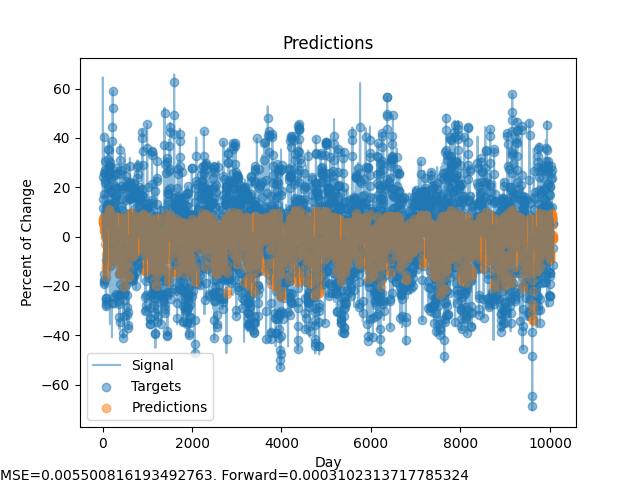 Predictions
Percent of Change
60
40
20
0
−20
−40
−60
Signal
Targets
Predictions
0 2000 4000 6000 8000 10000
Day
MSE=0.005500816193492763, Forward=0.0003102313717785324